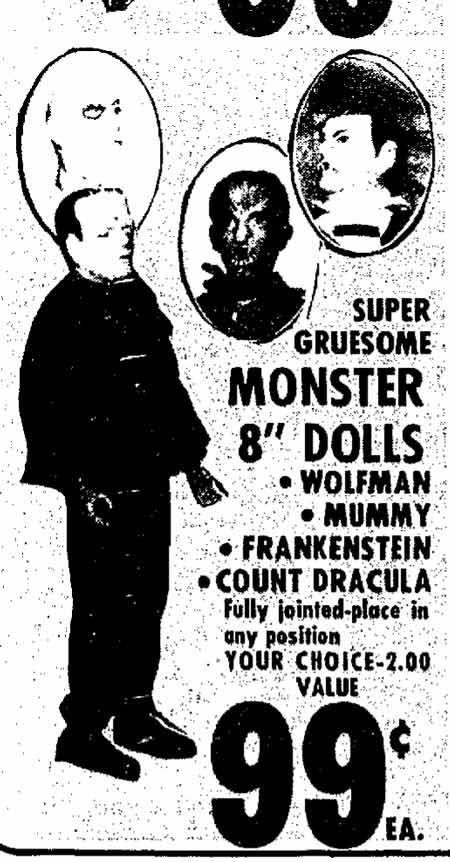 SUPER
GRUESOME
MONSTER
8" DOLLS
• WOLFMAN
• MUMMY
• FRANKENSTEIN
• COUNT DRACULA
Fully jointed-place in
any position
YOUR CHOICE-2.00
VALUE
99¢
EA.